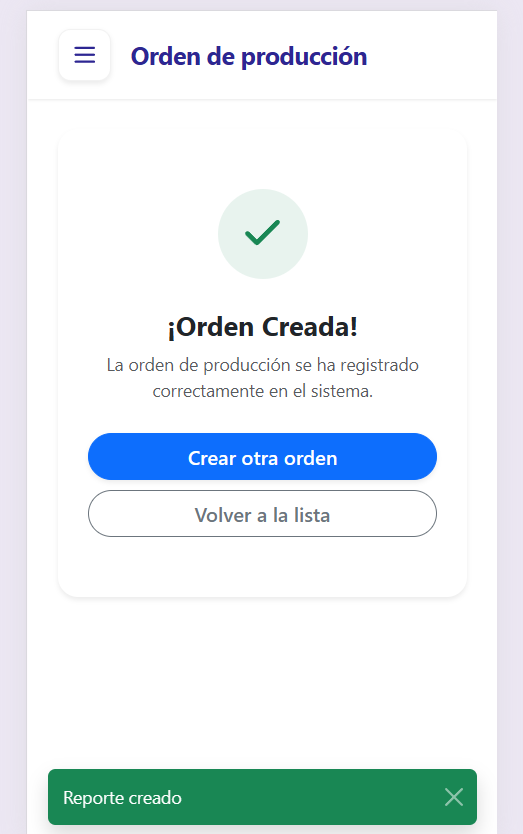 Orden de producción
¡Orden Creada!
La orden de producción se ha registrado
correctamente en el sistema.
Crear otra orden
Volver a la lista
Reporte creado